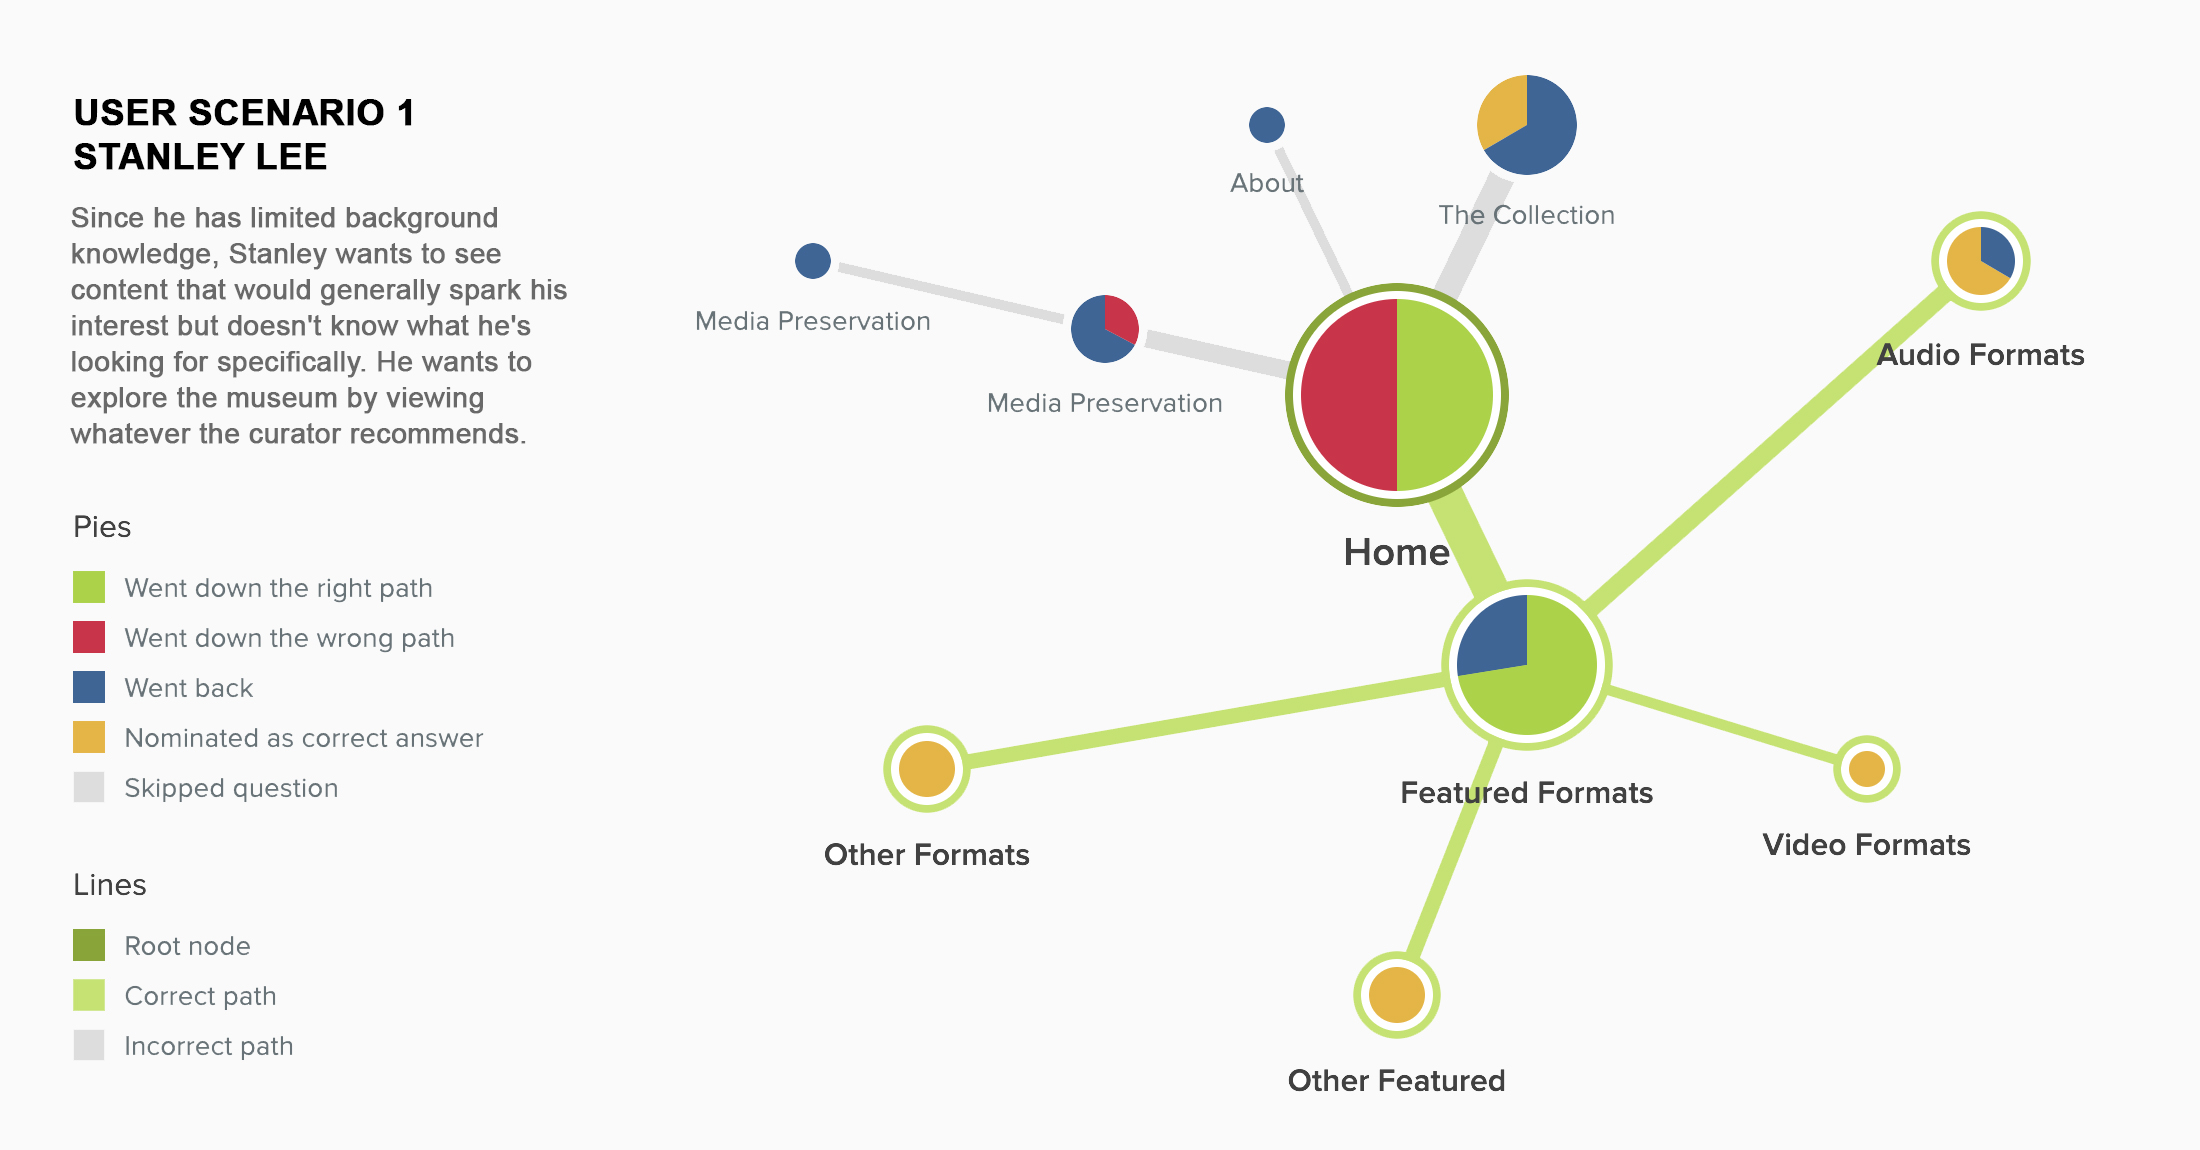 USER SCENARIO 1
STANLEY LEE
Since he has limited background
knowledge, Stanley wants to see
content that would generally spark his
interest but doesn't know what he's
looking for specifically. He wants to
explore the museum by viewing
whatever the curator recommends.
Pies
Went down the right path
Went down the wrong path
Went back
Nominated as correct answer
Skipped question
Lines
Root node
Correct path
Incorrect path
About
The Collection
Media Preservation
Media Preservation
Audio Formats
Home
Featured Formats
Other Formats
Video Formats
Other Featured